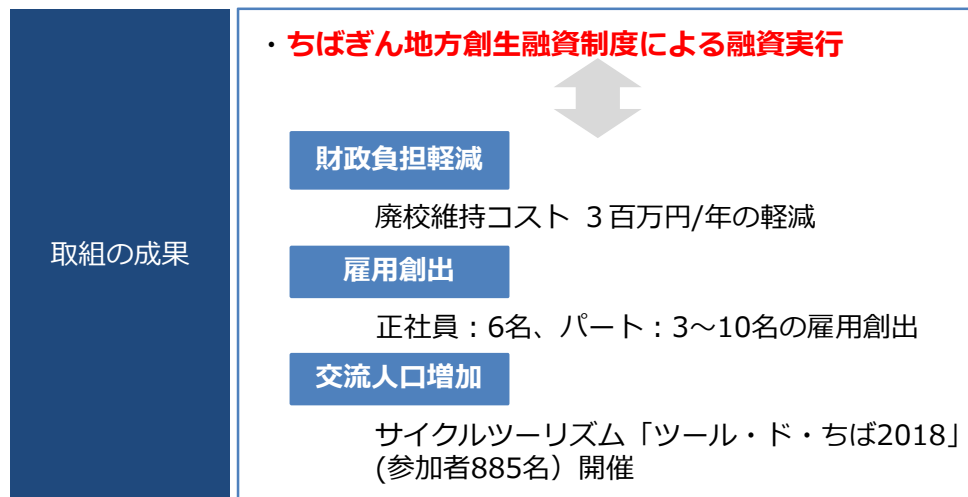 取組の成果
・ちばぎん地方創生融資制度による融資実行
財政負担軽減
廃校維持コスト ３百万円/年の軽減
雇用創出
正社員：6名、パート：3～10名の雇用創出
交流人口増加
サイクルツーリズム「ツール・ド・ちば2018」
(参加者885名）開催